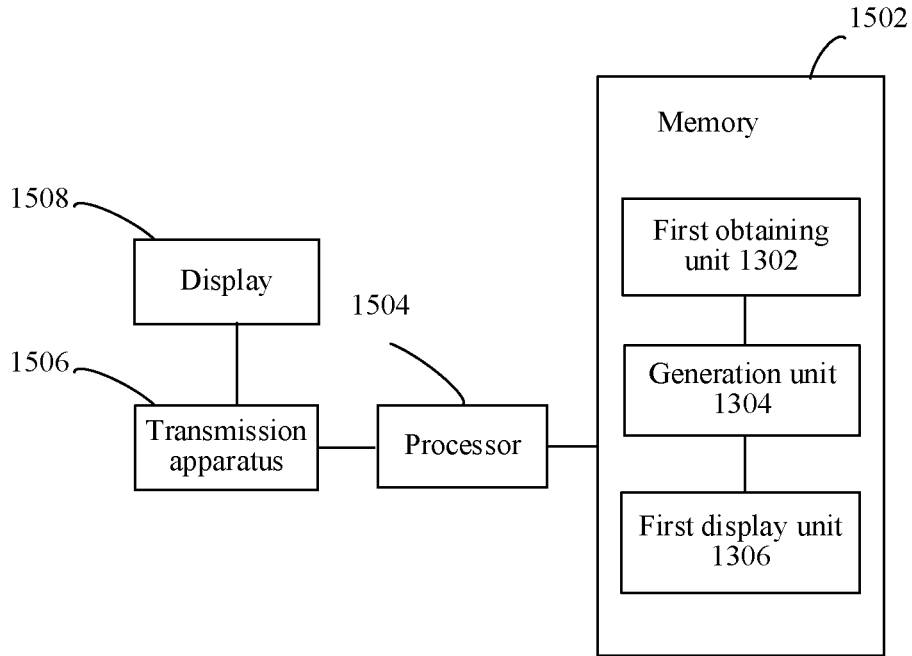 1502
Memory
1508
First obtaining
unit 1302
Display
1504
1506
Generation unit
1304
Transmission
apparatus
Processor
First display unit
1306